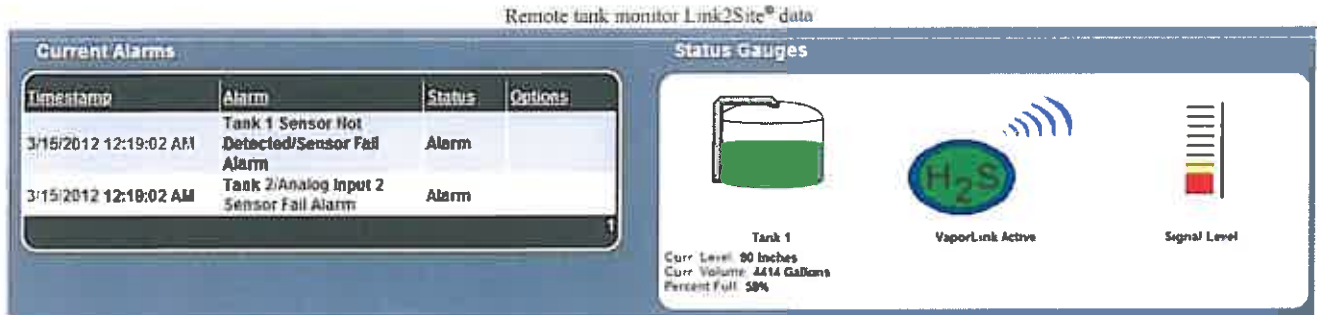 Remote tank monitor Link2Site® data
Current Alarms
Timestamp Alarm Status Options
3/15/2012 12:19:02 AM Tank 1 Sensor Not Detected/Sensor Fail Alarm Alarm
3/15/2012 12:19:02 AM Tank 2/Analog Input 2 Sensor Fail Alarm Alarm
1
Status Gauges
H2S
Tank 1
Curr Level: 90 Inches
Curr Volume: 4414 Gallons
Percent Full: 58%
VaporLink Active
Signal Level